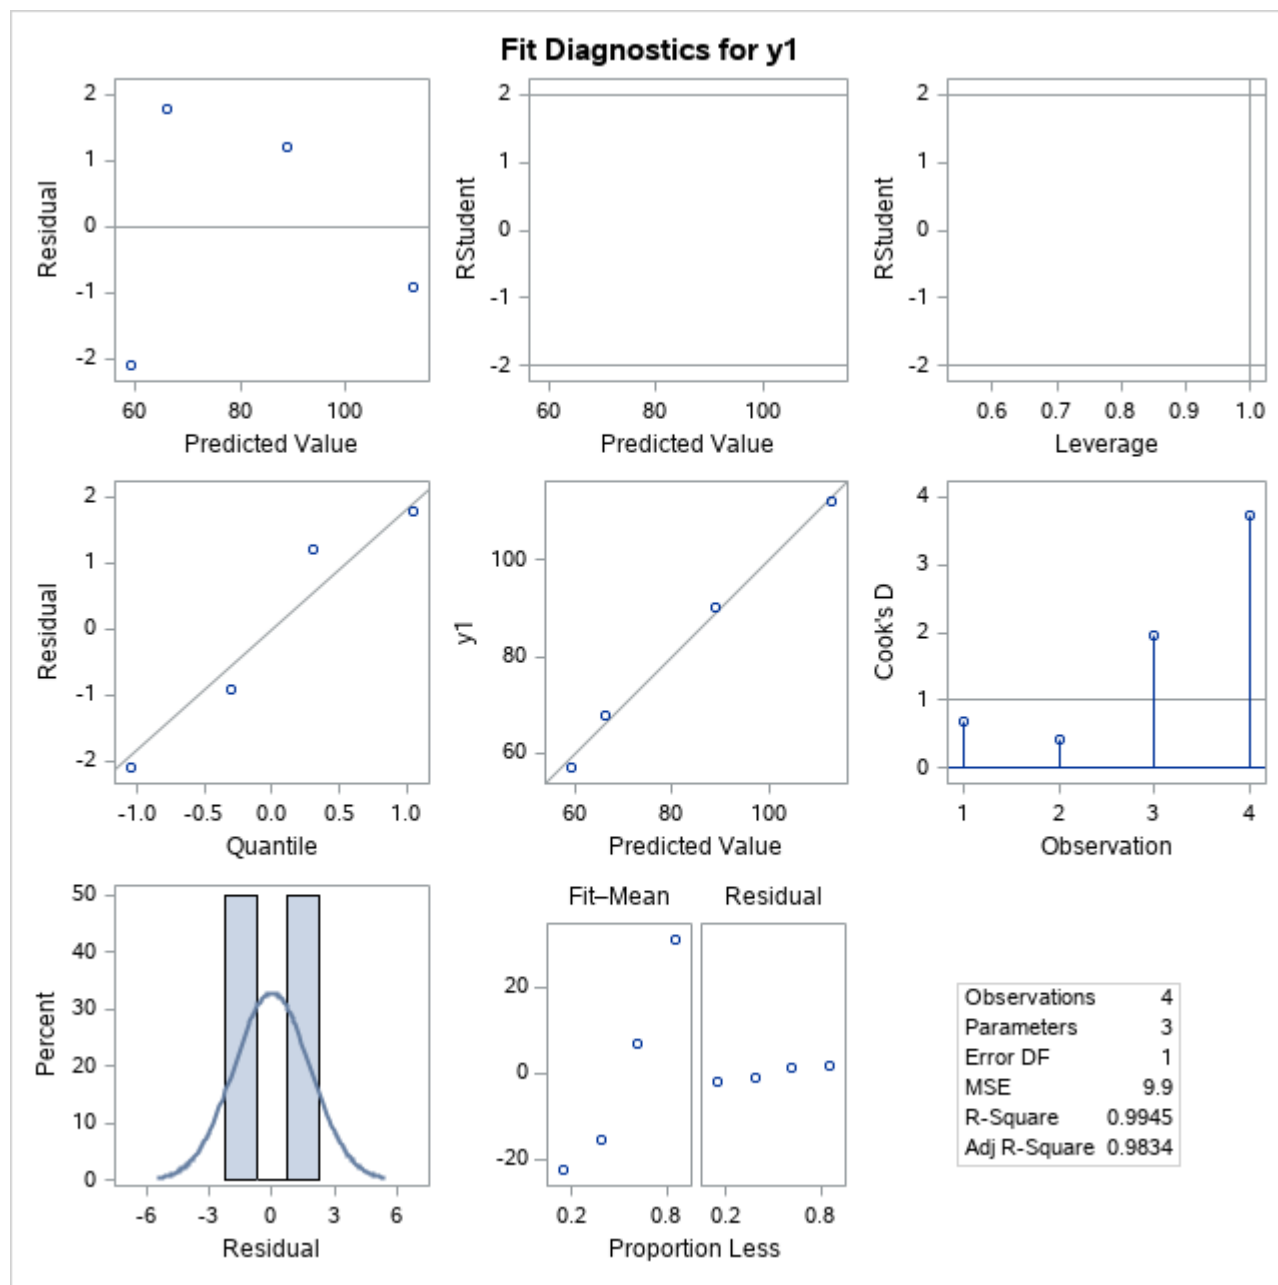 Fit Diagnostics for y1
2
1
0
-1
-2
Residual
60 80 100
Predicted Value
2
1
0
-1
-2
RStudent
60 80 100
Predicted Value
2
1
0
-1
-2
RStudent
0.6 0.7 0.8 0.9 1.0
Leverage
2
1
0
-1
-2
Residual
-1.0 -0.5 0.0 0.5 1.0
Quantile
100
80
60
y1
60 80 100
Predicted Value
4
3
2
1
0
Cook's D
1 2 3 4
Observation
50
40
30
20
10
0
Percent
-6 -3 0 3 6
Residual
Fit–Mean Residual
20
0
-20
0.2 0.8 0.2 0.8
Proportion Less
Observations 4
Parameters 3
Error DF 1
MSE 9.9
R-Square 0.9945
Adj R-Square 0.9834